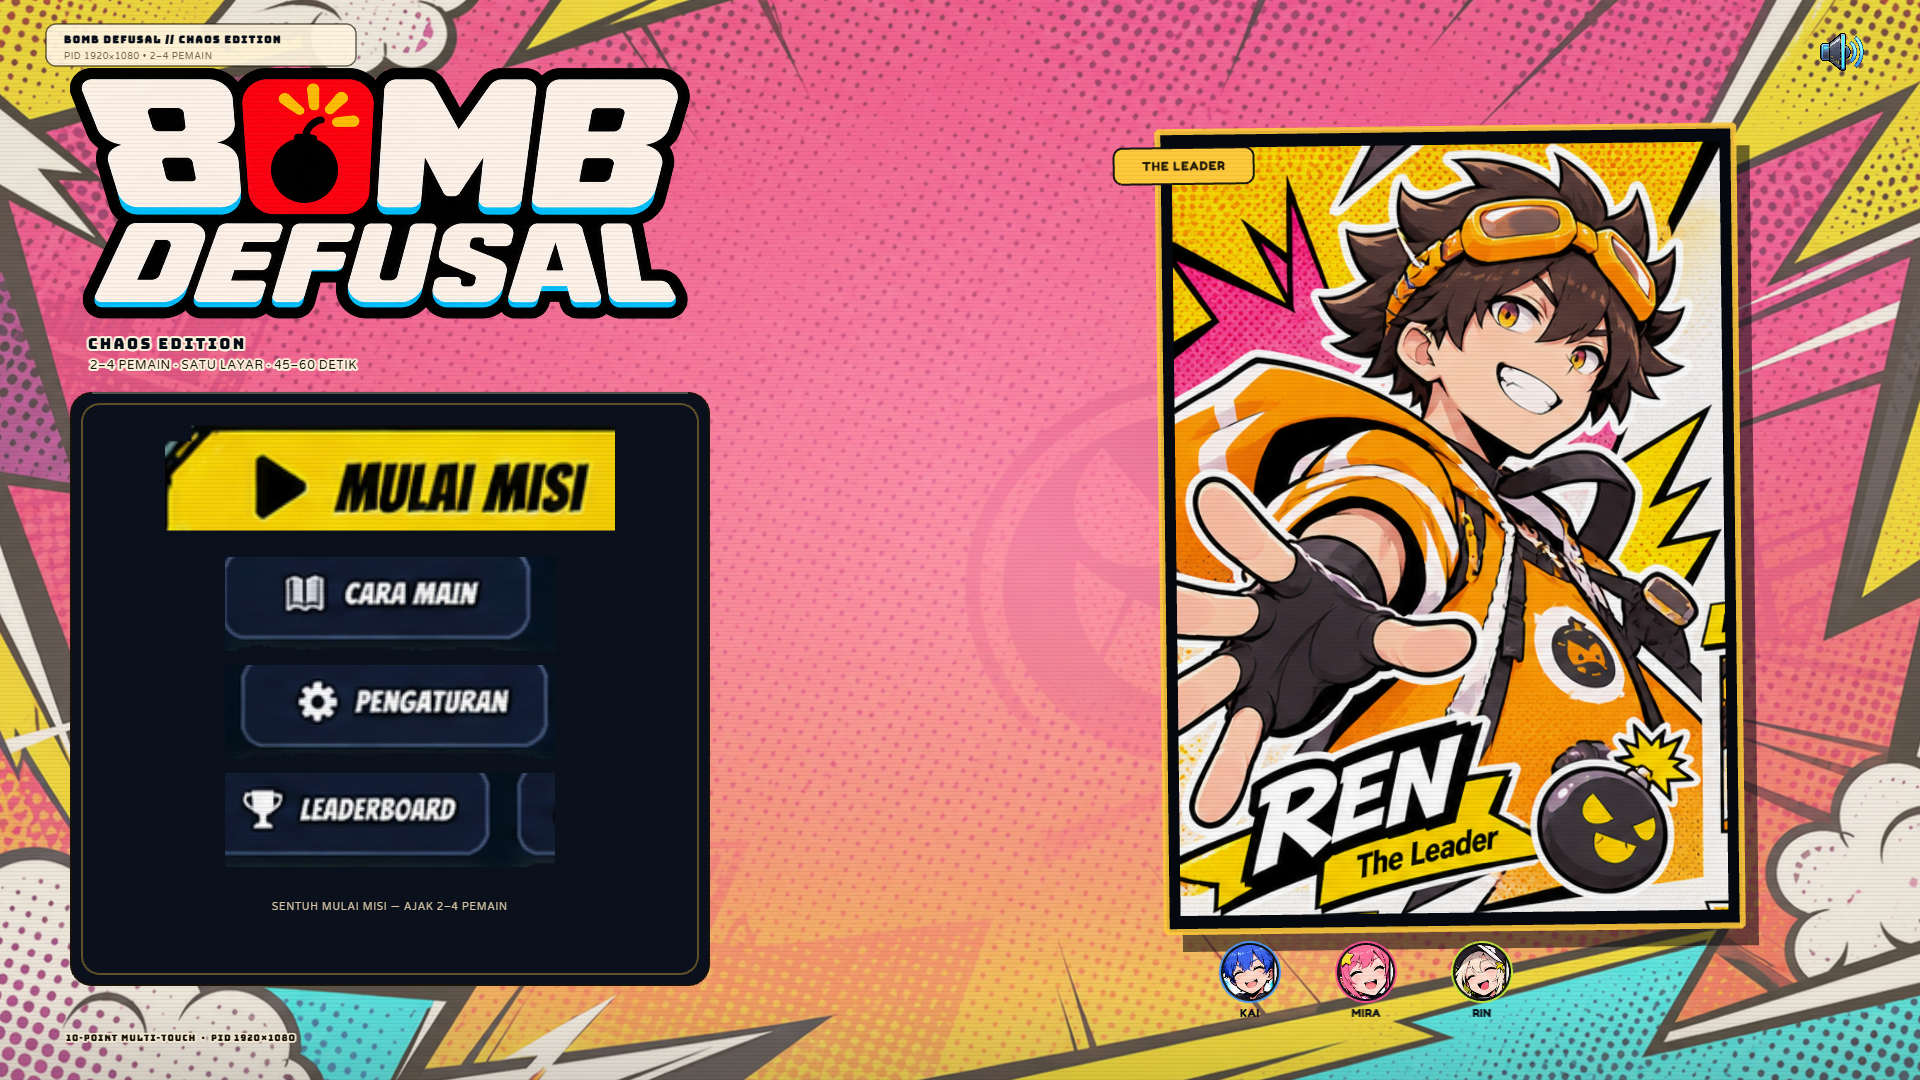 BOMB DEFUSAL // CHAOS EDITION
PID 1920×1080 • 2–4 PEMAIN
BOMB
DEFUSAL
CHAOS EDITION
2–4 PEMAIN · SATU LAYAR · 45–60 DETIK
MULAI MISI
CARA MAIN
PENGATURAN
LEADERBOARD
SENTUH MULAI MISI — AJAK 2–4 PEMAIN
10-POINT MULTI-TOUCH • PID 1920×1080
THE LEADER
REN
The Leader
KAI
MIRA
RIN